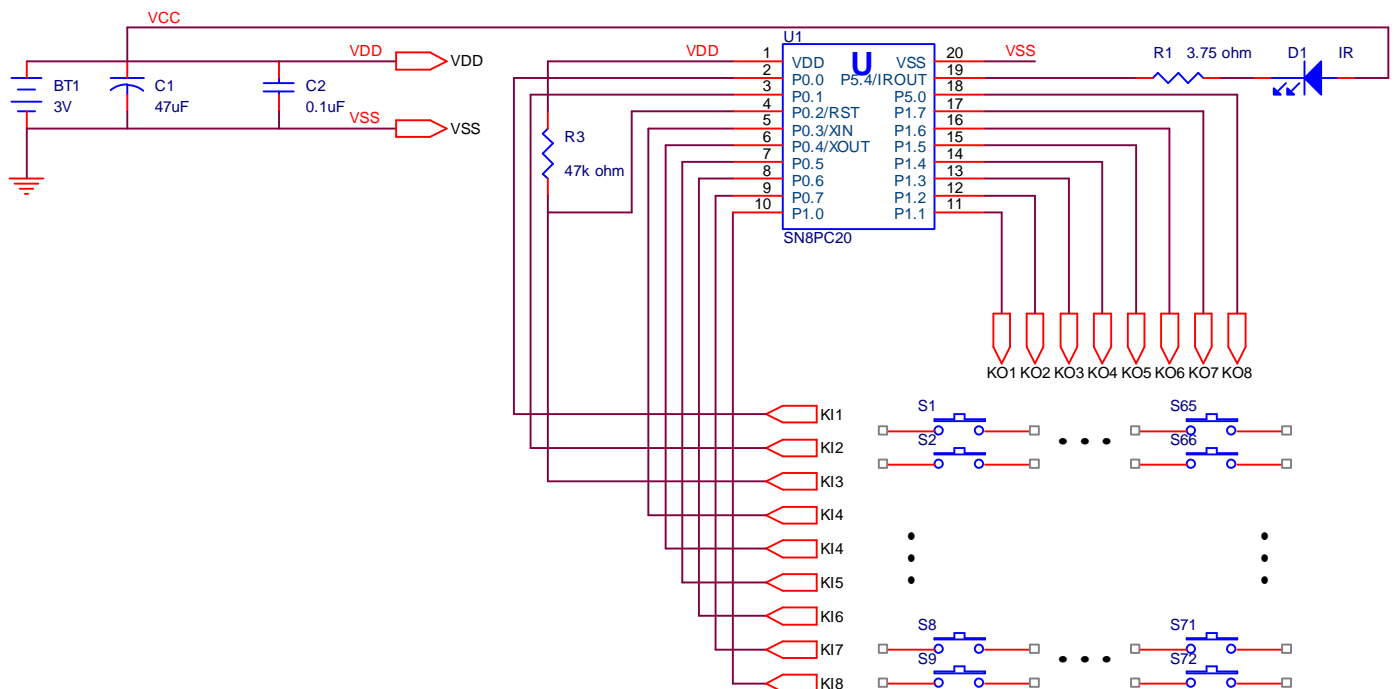 VCC
VDD
VDD
BT1
3V
C1
47uF
C2
0.1uF
VSS
VSS
VDD
R3
47k ohm
U1
U
1 VDD
2 P0.0
3 P0.1
4 P0.2/RST
5 P0.3/XIN
6 P0.4/XOUT
7 P0.5
8 P0.6
9 P0.7
10 P1.0
20 VSS
19 P5.4/IROUT
18 P5.0
17 P1.7
16 P1.6
15 P1.5
14 P1.4
13 P1.3
12 P1.2
11 P1.1
SN8PC20
VSS
R1 3.75 ohm
D1 IR
KO1 KO2 KO3 KO4 KO5 KO6 KO7 KO8
KI1
KI2
KI3
KI4
KI4
KI5
KI6
KI7
KI8
S1
S2
S65
S66
S8
S9
S71
S72